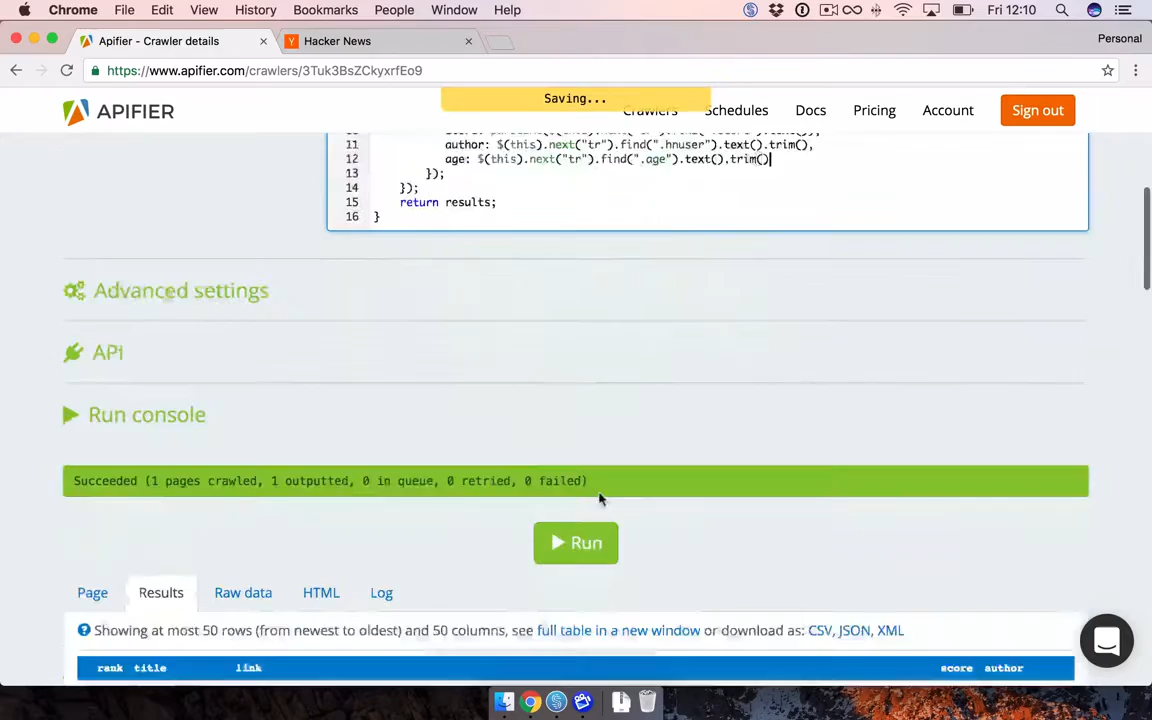 Chrome File Edit View History Bookmarks People Window Help Fri 12:10
Apifier - Crawler details Hacker News Personal
https://www.apifier.com/crawlers/3Tuk3BsZCkyxrfEo9
Saving...
APIFIER Crawlers Schedules Docs Pricing Account Sign out
11 author: $(this).next("tr").find(".hnuser").text().trim(),
12 age: $(this).next("tr").find(".age").text().trim()
13 });
14 });
15 return results;
16 }
Advanced settings
API
Run console
Succeeded (1 pages crawled, 1 outputted, 0 in queue, 0 retried, 0 failed)
Run
Page Results Raw data HTML Log
Showing at most 50 rows (from newest to oldest) and 50 columns, see full table in a new window or download as: CSV, JSON, XML
rank title link score author